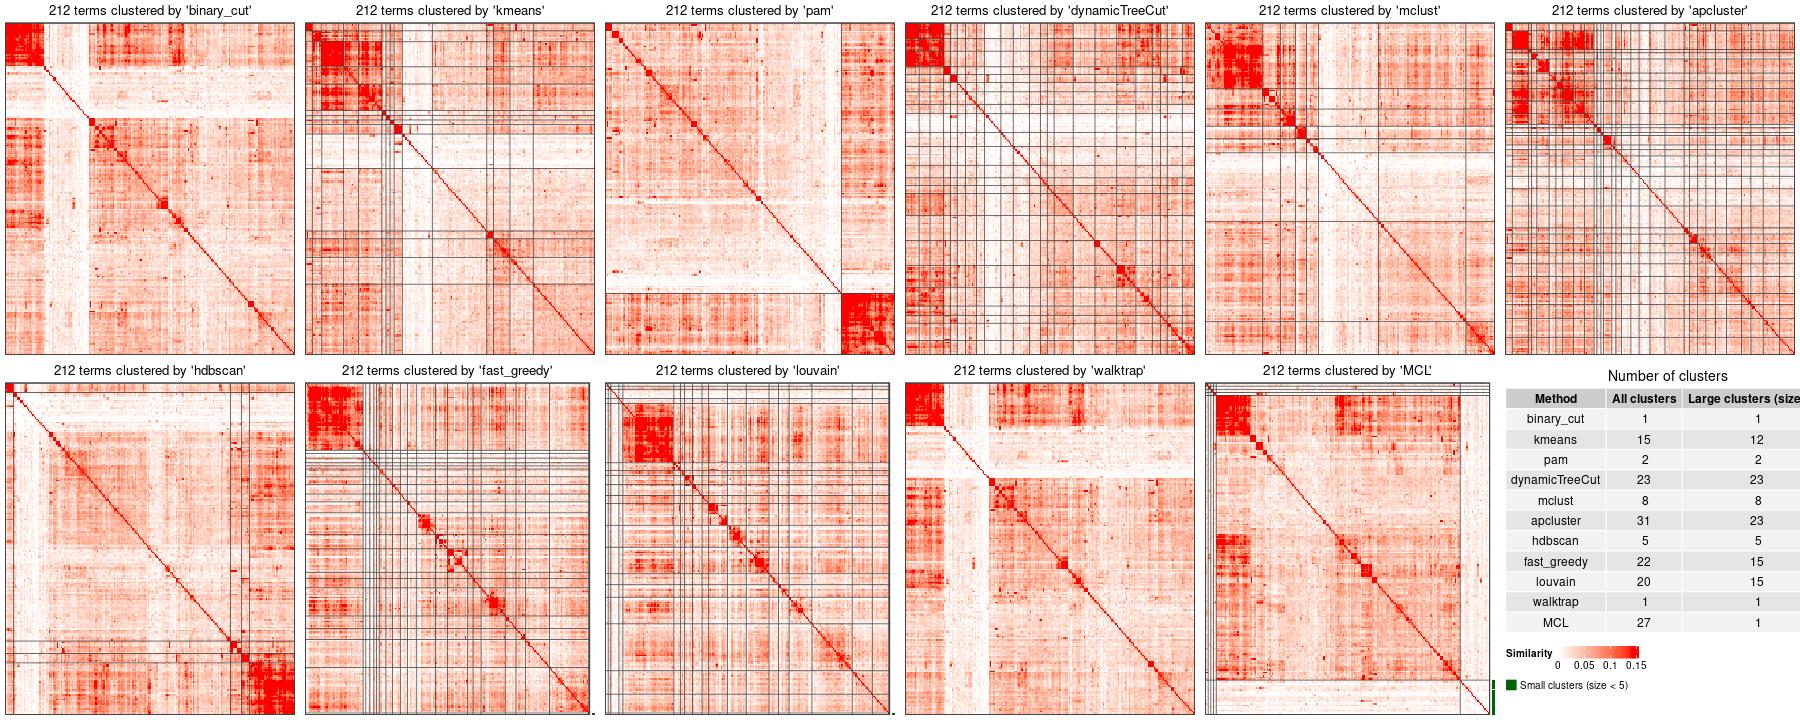 212 terms clustered by 'binary_cut'
212 terms clustered by 'kmeans'
212 terms clustered by 'pam'
212 terms clustered by 'dynamicTreeCut'
212 terms clustered by 'mclust'
212 terms clustered by 'apcluster'
212 terms clustered by 'hdbscan'
212 terms clustered by 'fast_greedy'
212 terms clustered by 'louvain'
212 terms clustered by 'walktrap'
212 terms clustered by 'MCL'
Number of clusters
Method All clusters Large clusters (size
binary_cut 1 1
kmeans 15 12
pam 2 2
dynamicTreeCut 23 23
mclust 8 8
apcluster 31 23
hdbscan 5 5
fast_greedy 22 15
louvain 20 15
walktrap 1 1
MCL 27 1
Similarity
0 0.05 0.1 0.15
Small clusters (size < 5)